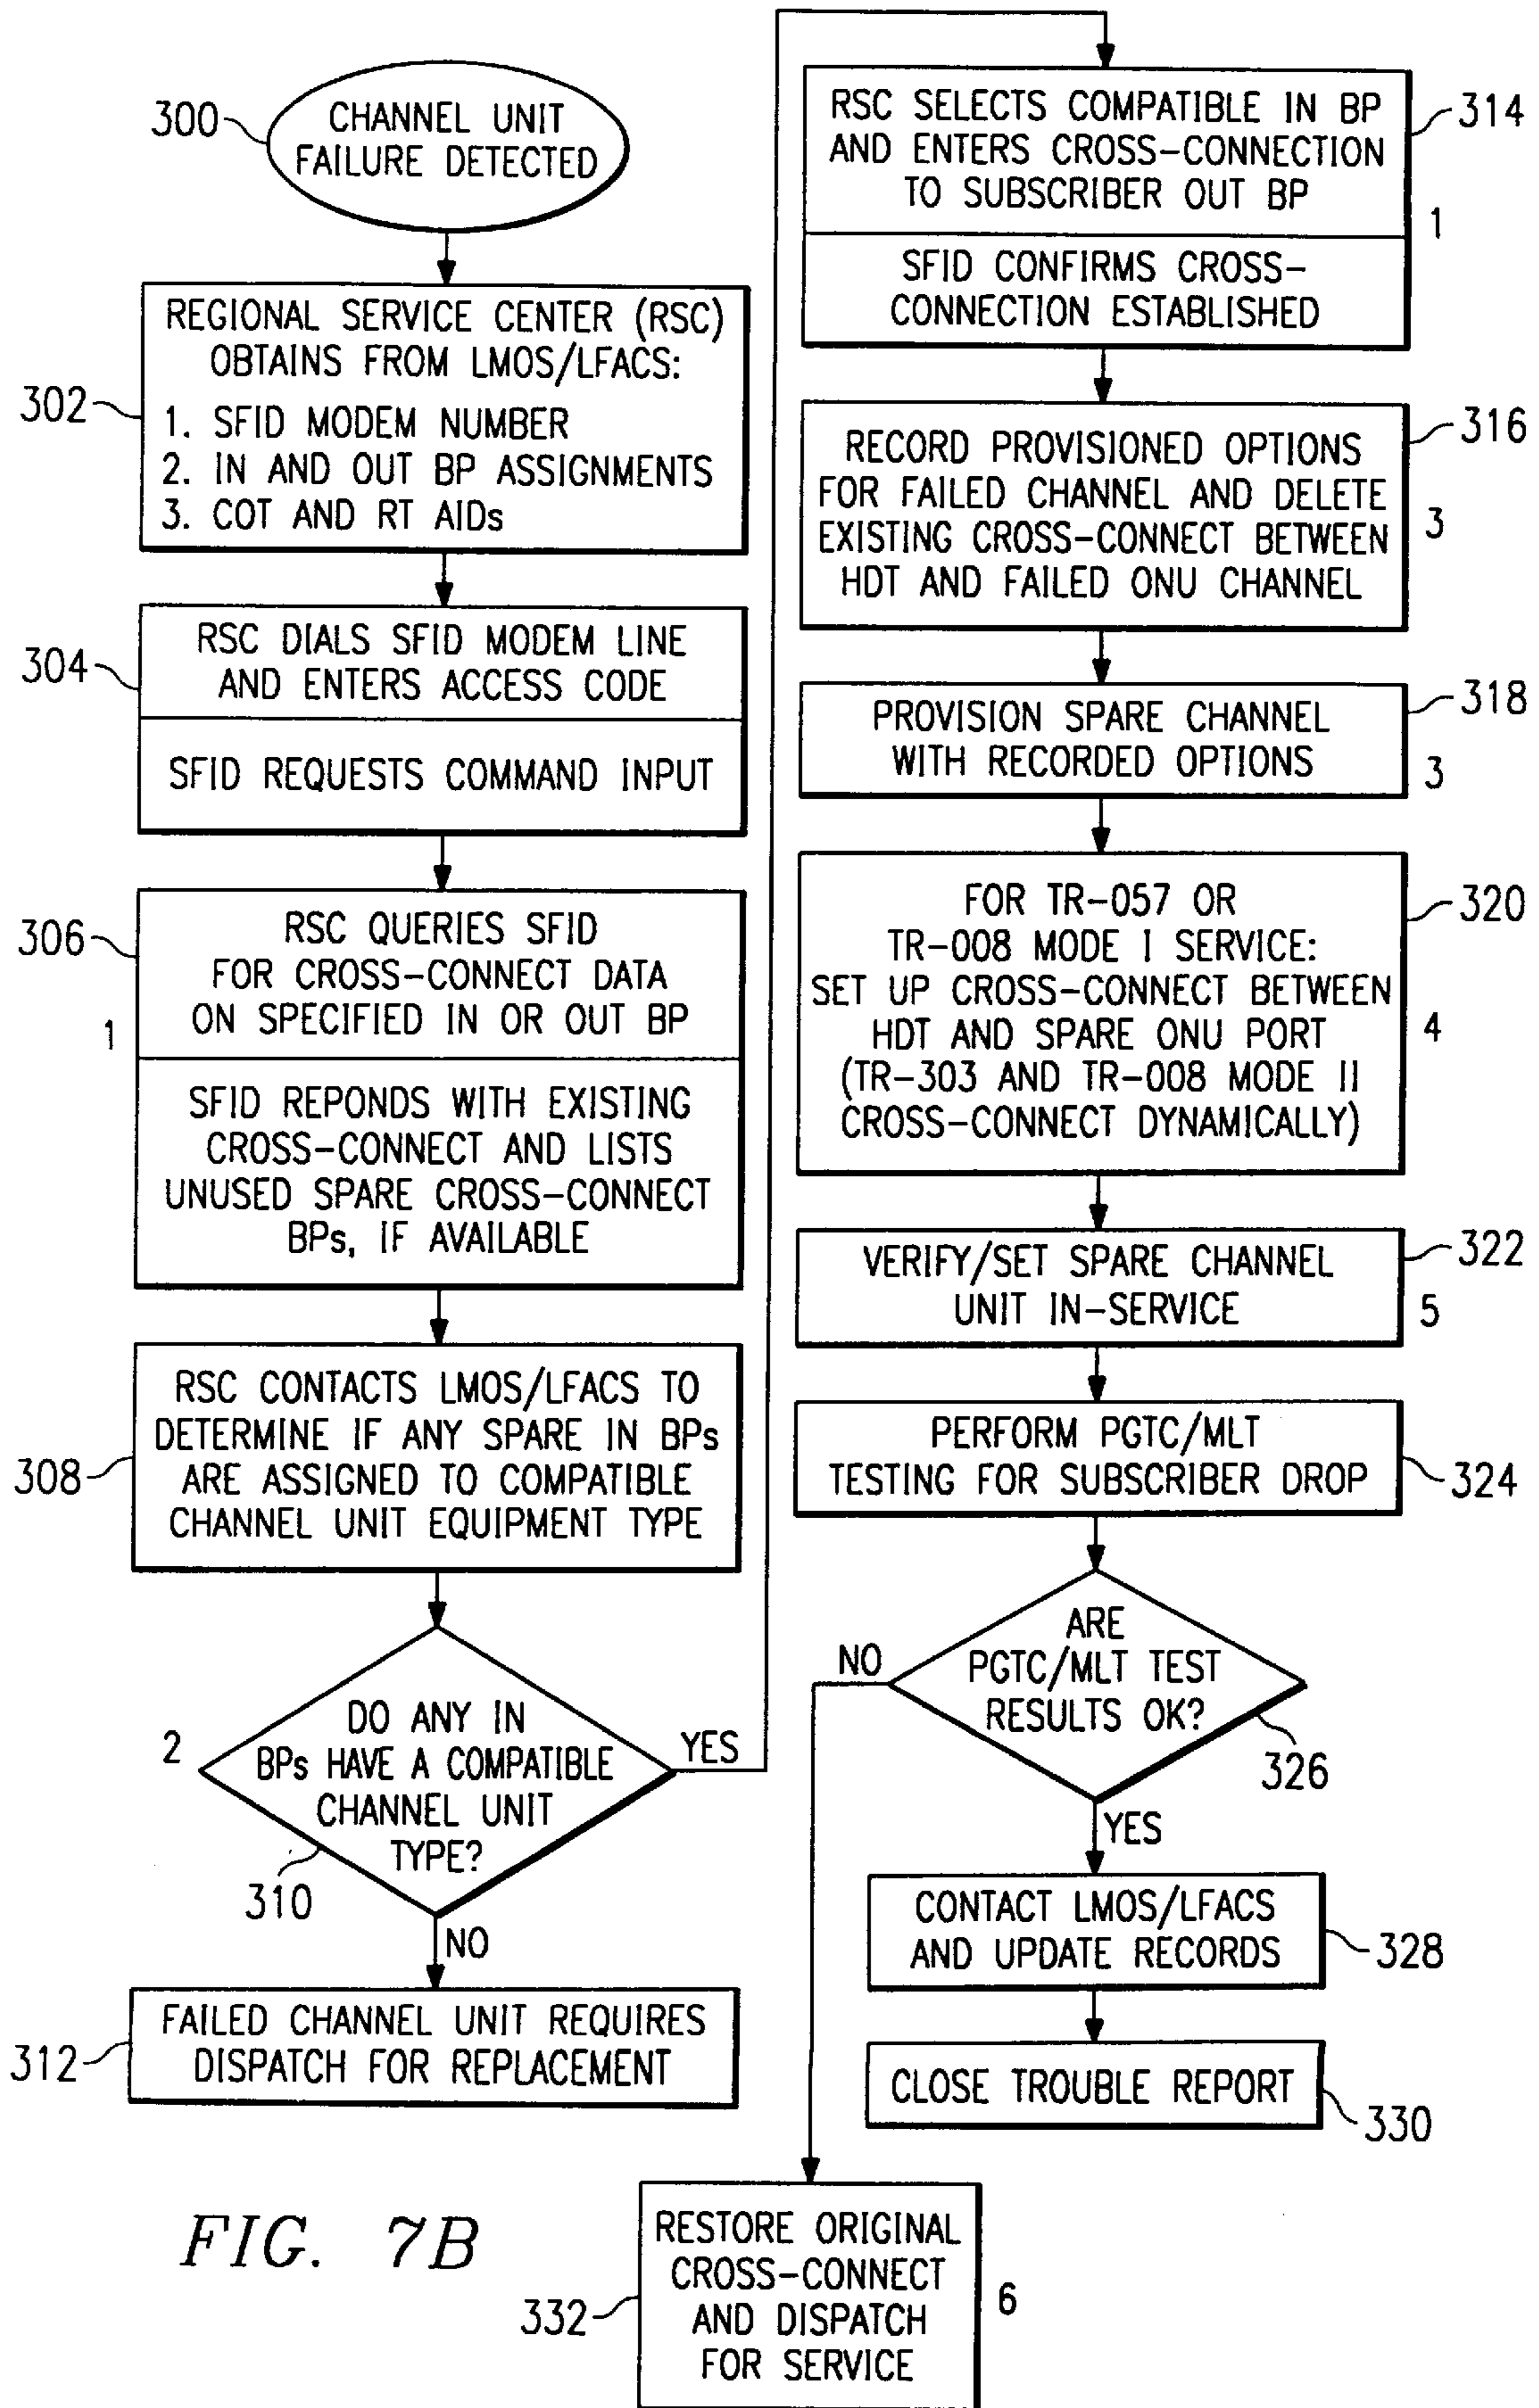 300
CHANNEL UNIT
FAILURE DETECTED
302
REGIONAL SERVICE CENTER (RSC)
OBTAINS FROM LMOS/LFACS:
1. SFID MODEM NUMBER
2. IN AND OUT BP ASSIGNMENTS
3. COT AND RT AIDs
304
RSC DIALS SFID MODEM LINE
AND ENTERS ACCESS CODE
SFID REQUESTS COMMAND INPUT
306
1
RSC QUERIES SFID
FOR CROSS-CONNECT DATA
ON SPECIFIED IN OR OUT BP
SFID REPONDS WITH EXISTING
CROSS-CONNECT AND LISTS
UNUSED SPARE CROSS-CONNECT
BPs, IF AVAILABLE
308
RSC CONTACTS LMOS/LFACS TO
DETERMINE IF ANY SPARE IN BPs
ARE ASSIGNED TO COMPATIBLE
CHANNEL UNIT EQUIPMENT TYPE
2
DO ANY IN
BPs HAVE A COMPATIBLE
CHANNEL UNIT
TYPE?
310
YES
NO
312
FAILED CHANNEL UNIT REQUIRES
DISPATCH FOR REPLACEMENT
RSC SELECTS COMPATIBLE IN BP
AND ENTERS CROSS-CONNECTION
TO SUBSCRIBER OUT BP
314
1
SFID CONFIRMS CROSS-
CONNECTION ESTABLISHED
RECORD PROVISIONED OPTIONS
FOR FAILED CHANNEL AND DELETE
EXISTING CROSS-CONNECT BETWEEN
HDT AND FAILED ONU CHANNEL
316
3
PROVISION SPARE CHANNEL
WITH RECORDED OPTIONS
318
3
FOR TR-057 OR
TR-008 MODE I SERVICE:
SET UP CROSS-CONNECT BETWEEN
HDT AND SPARE ONU PORT
(TR-303 AND TR-008 MODE II
CROSS-CONNECT DYNAMICALLY)
320
4
VERIFY/SET SPARE CHANNEL
UNIT IN-SERVICE
322
5
PERFORM PGTC/MLT
TESTING FOR SUBSCRIBER DROP
324
ARE
PGTC/MLT TEST
RESULTS OK?
326
NO
YES
CONTACT LMOS/LFACS
AND UPDATE RECORDS
328
CLOSE TROUBLE REPORT
330
332
RESTORE ORIGINAL
CROSS-CONNECT
AND DISPATCH
FOR SERVICE
6
FIG. 7B